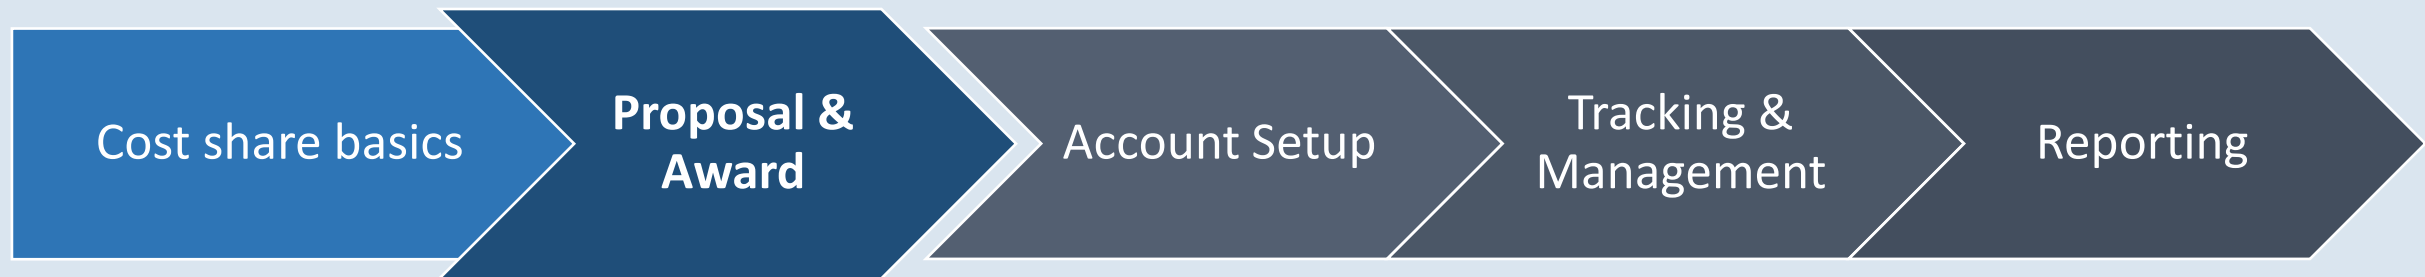 Cost share basics
Proposal &
Award
Account Setup
Tracking &
Management
Reporting